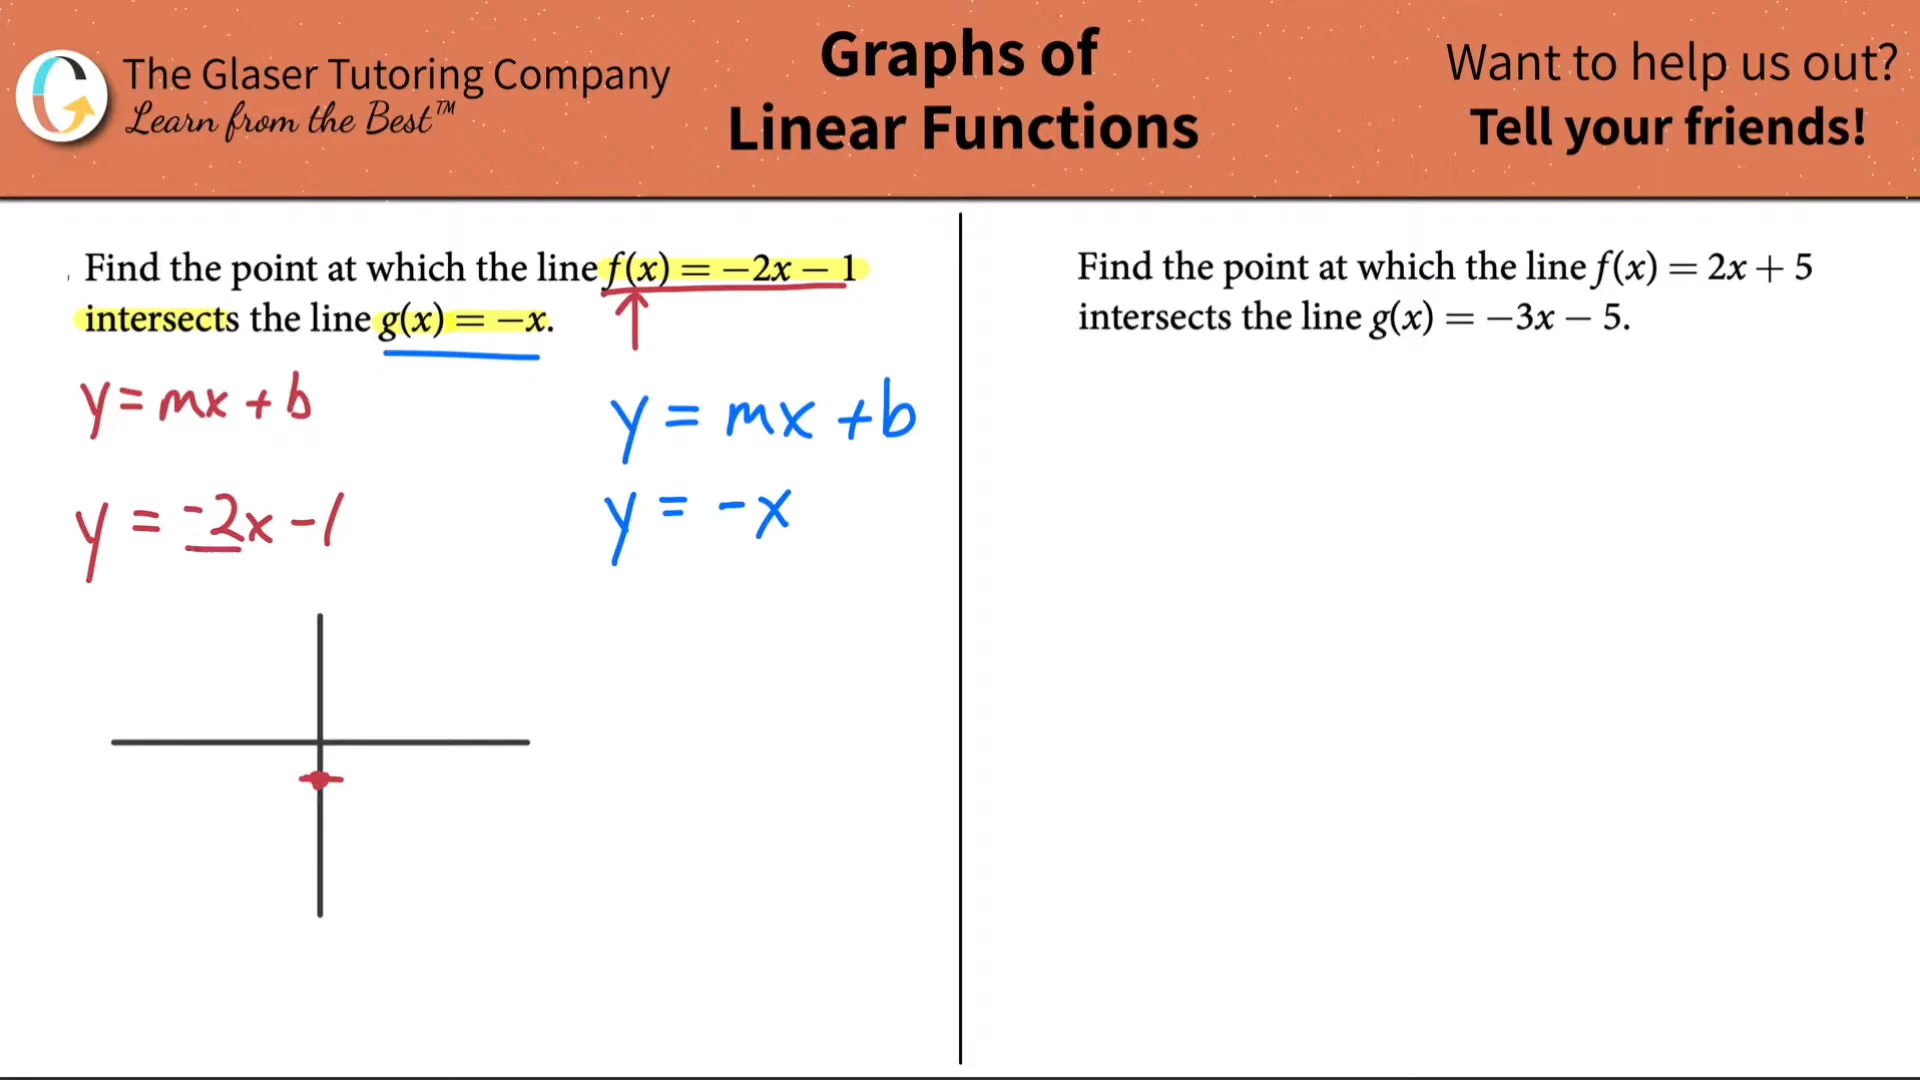 The Glaser Tutoring Company
Learn from the Best™
Graphs of
Linear Functions
Want to help us out?
Tell your friends!
Find the point at which the line f(x) = −2x − 1
intersects the line g(x) = −x.
y = mx + b
y = -2x - 1
y = mx + b
y = -x
Find the point at which the line f(x) = 2x + 5
intersects the line g(x) = −3x − 5.